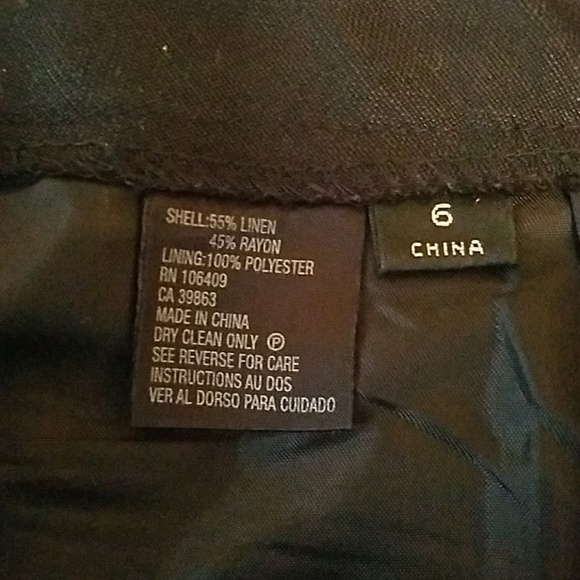 SHELL:55% LINEN
45% RAYON
LINING:100% POLYESTER
RN 106409
CA 39863
MADE IN CHINA
DRY CLEAN ONLY Ⓟ
SEE REVERSE FOR CARE
INSTRUCTIONS AU DOS
VER AL DORSO PARA CUIDADO
6
CHINA